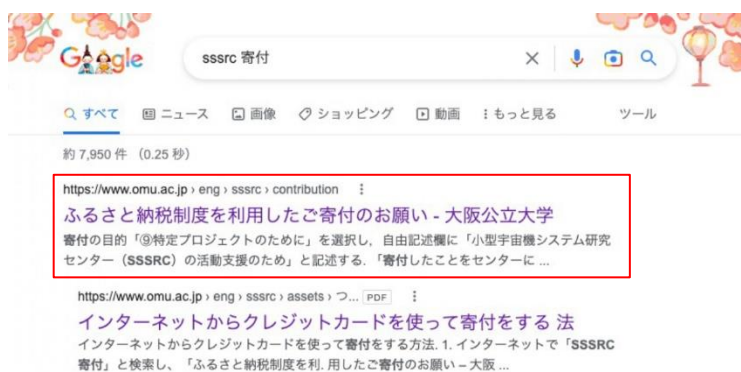 Google
sssrc 寄付
すべて ニュース 画像 ショッピング 動画 もっと見る ツール
約 7,950 件 （0.25 秒）
https://www.omu.ac.jp › eng › sssrc › contribution
ふるさと納税制度を利用したご寄付のお願い - 大阪公立大学
寄付の目的「⑨特定プロジェクトのために」を選択し，自由記述欄に「小型宇宙機システム研究
センター（SSSRC）の活動支援のため」と記述する．「寄付したことをセンターに ...
https://www.omu.ac.jp › eng › sssrc › assets › つ... PDF
インターネットからクレジットカードを使って寄付をする 法
インターネットからクレジットカードを使って寄付をする方法. 1. インターネットで「SSSRC
寄付」と検索し、「ふるさと納税制度を利. 用したご寄付のお願い – 大阪 ...